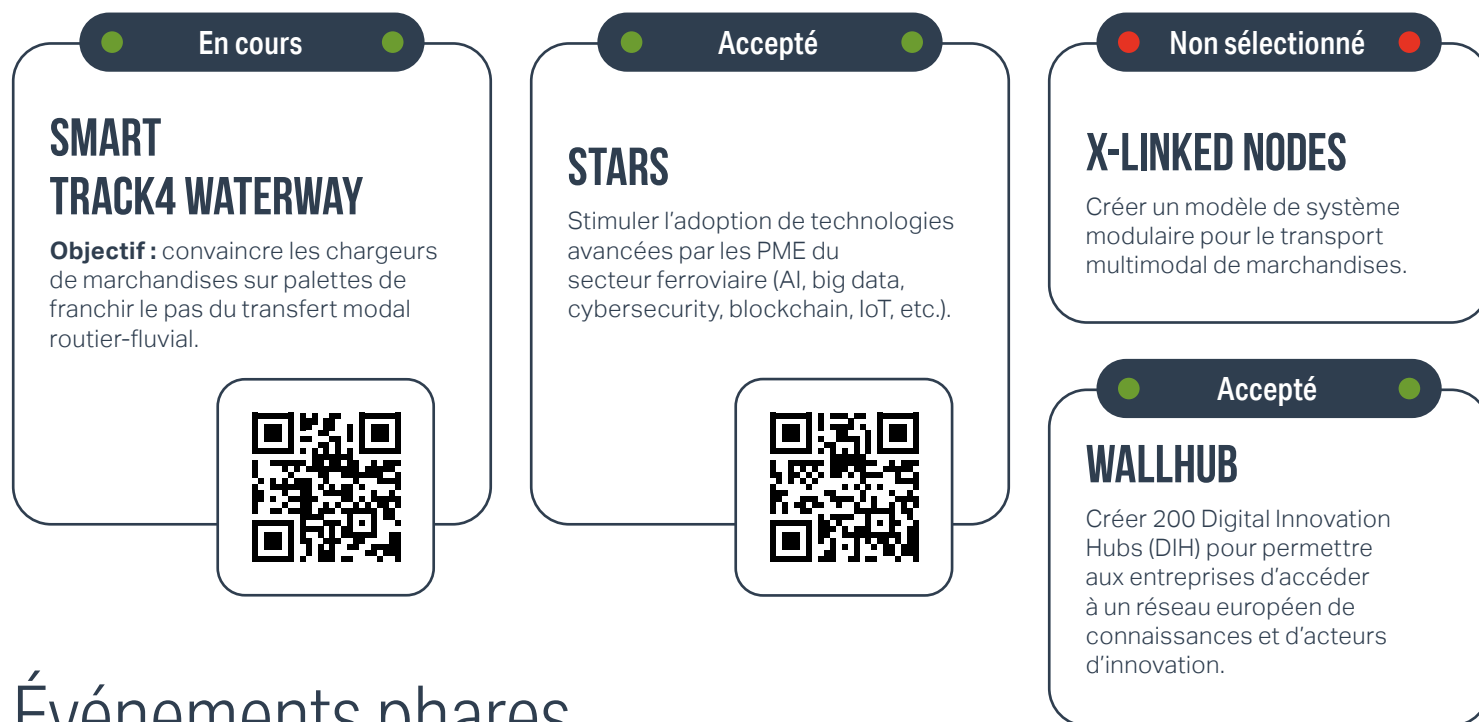 En cours
SMART
TRACK4 WATERWAY
Objectif : convaincre les chargeurs
de marchandises sur palettes de
franchir le pas du transfert modal
routier-fluvial.
Accepté
STARS
Stimuler l'adoption de technologies
avancées par les PME du
secteur ferroviaire (AI, big data,
cybersecurity, blockchain, IoT, etc.).
Non sélectionné
X-LINKED NODES
Créer un modèle de système
modulaire pour le transport
multimodal de marchandises.
Accepté
WALLHUB
Créer 200 Digital Innovation
Hubs (DIH) pour permettre
aux entreprises d'accéder
à un réseau européen de
connaissances et d'acteurs
d'innovation.
Événements phares